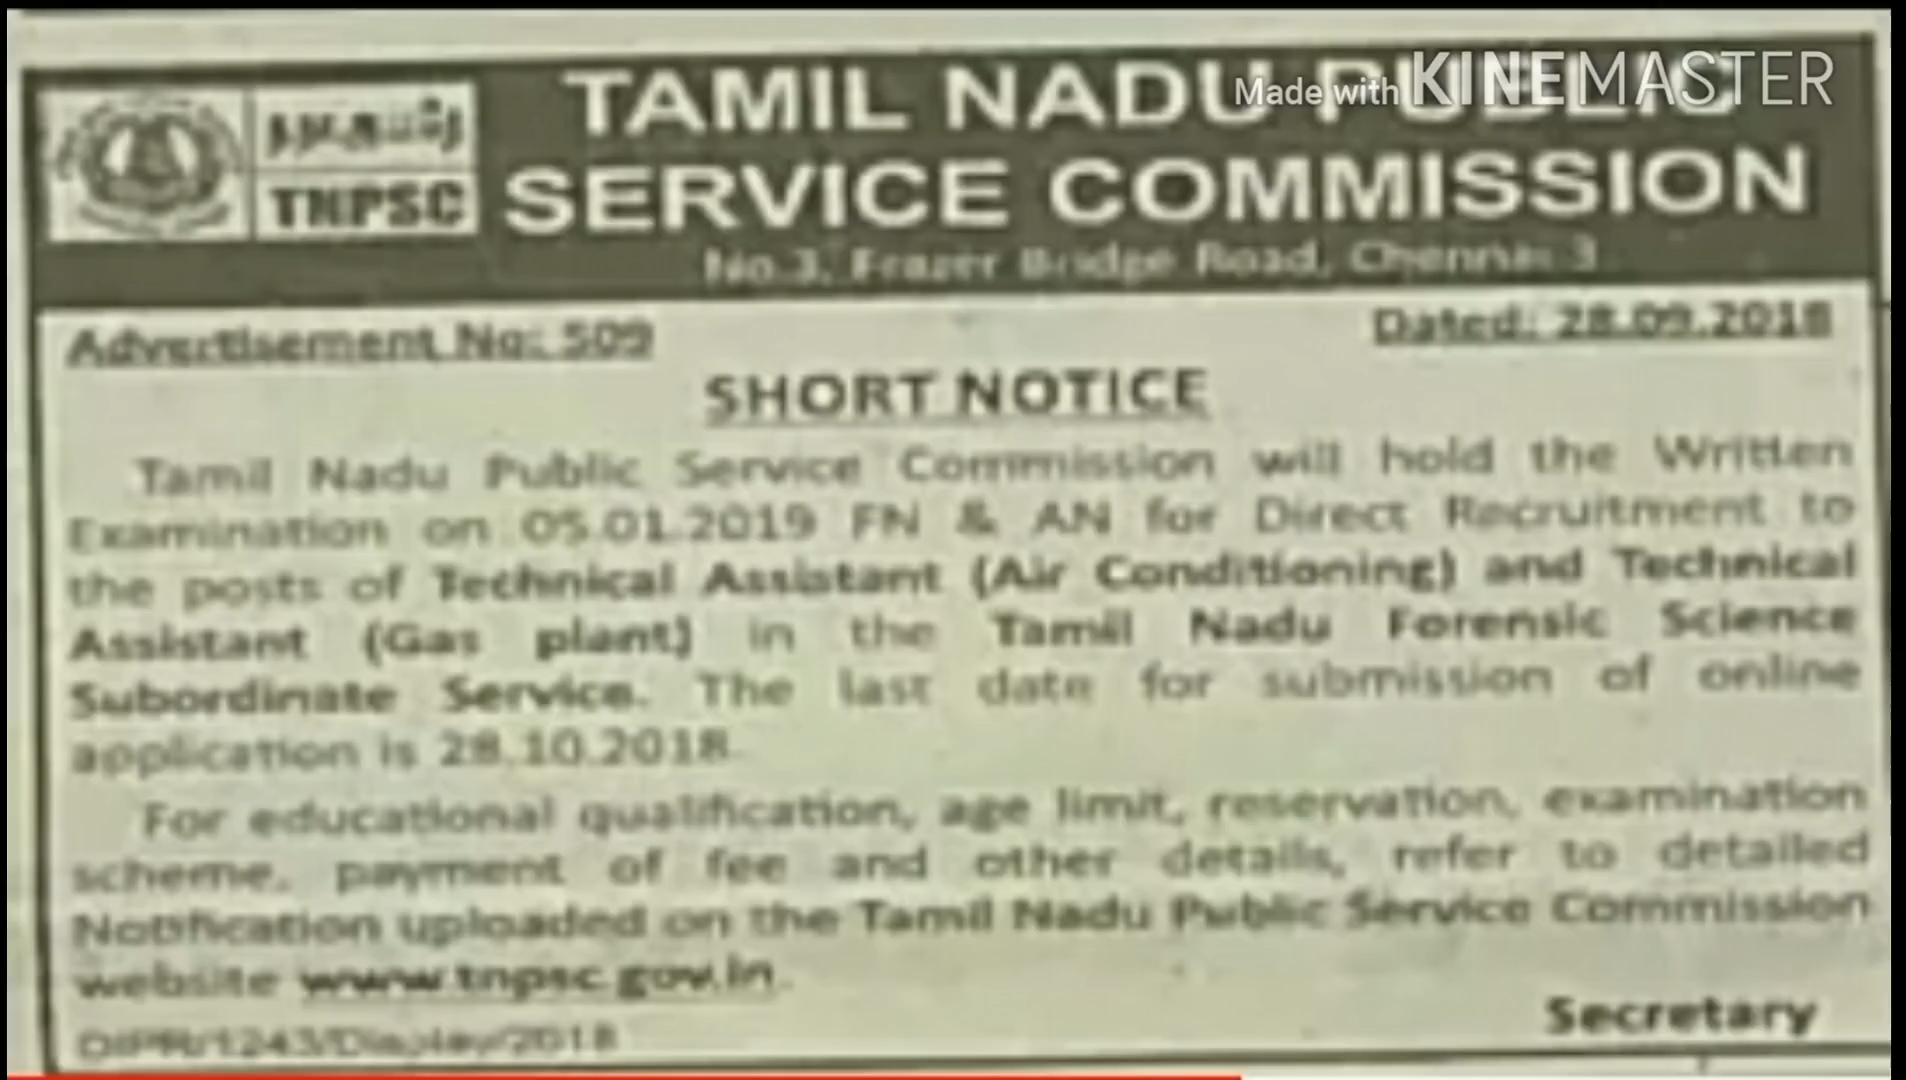 Made with KINEMASTER
TNPSC
TAMIL NADU PUBLIC
SERVICE COMMISSION
No.3, Frazer Bridge Road, Chennai-3
Advertisement No: 509
Dated: 28.09.2018
SHORT NOTICE
Tamil Nadu Public Service Commission will hold the Written
Examination on 05.01.2019 FN & AN for Direct Recruitment to
the posts of Technical Assistant (Air Conditioning) and Technical
Assistant (Gas plant) in the Tamil Nadu Forensic Science
Subordinate Service. The last date for submission of online
application is 28.10.2018.
For educational qualification, age limit, reservation, examination
scheme, payment of fee and other details, refer to detailed
Notification uploaded on the Tamil Nadu Public Service Commission
website www.tnpsc.gov.in.
Secretary
DIPR/1243/Display/2018